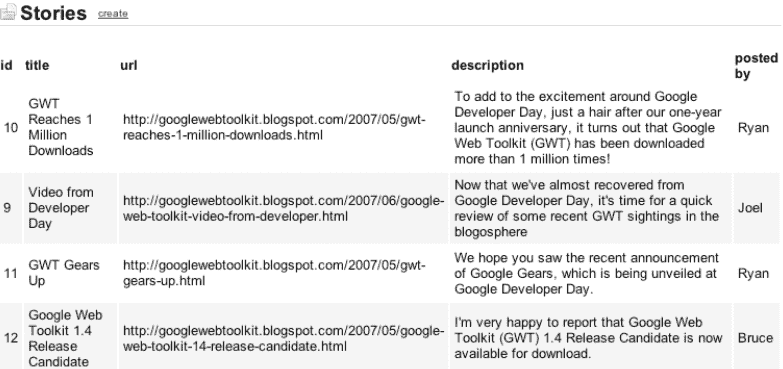 Stories create
id title url description posted by
10
GWT
Reaches 1
Million
Downloads
http://googlewebtoolkit.blogspot.com/2007/05/gwt-
reaches-1-million-downloads.html
To add to the excitement around Google
Developer Day, just a hair after our one-year
launch anniversary, it turns out that Google
Web Toolkit (GWT) has been downloaded
more than 1 million times!
Ryan
9
Video from
Developer
Day
http://googlewebtoolkit.blogspot.com/2007/06/google-
web-toolkit-video-from-developer.html
Now that we've almost recovered from
Google Developer Day, it's time for a quick
review of some recent GWT sightings in the
blogosphere
Joel
11
GWT Gears
Up
http://googlewebtoolkit.blogspot.com/2007/05/gwt-
gears-up.html
We hope you saw the recent announcement
of Google Gears, which is being unveiled at
Google Developer Day.
Ryan
12
Google Web
Toolkit 1.4
Release
Candidate
http://googlewebtoolkit.blogspot.com/2007/05/google-
web-toolkit-14-release-candidate.html
I'm very happy to report that Google Web
Toolkit (GWT) 1.4 Release Candidate is now
available for download.
Bruce